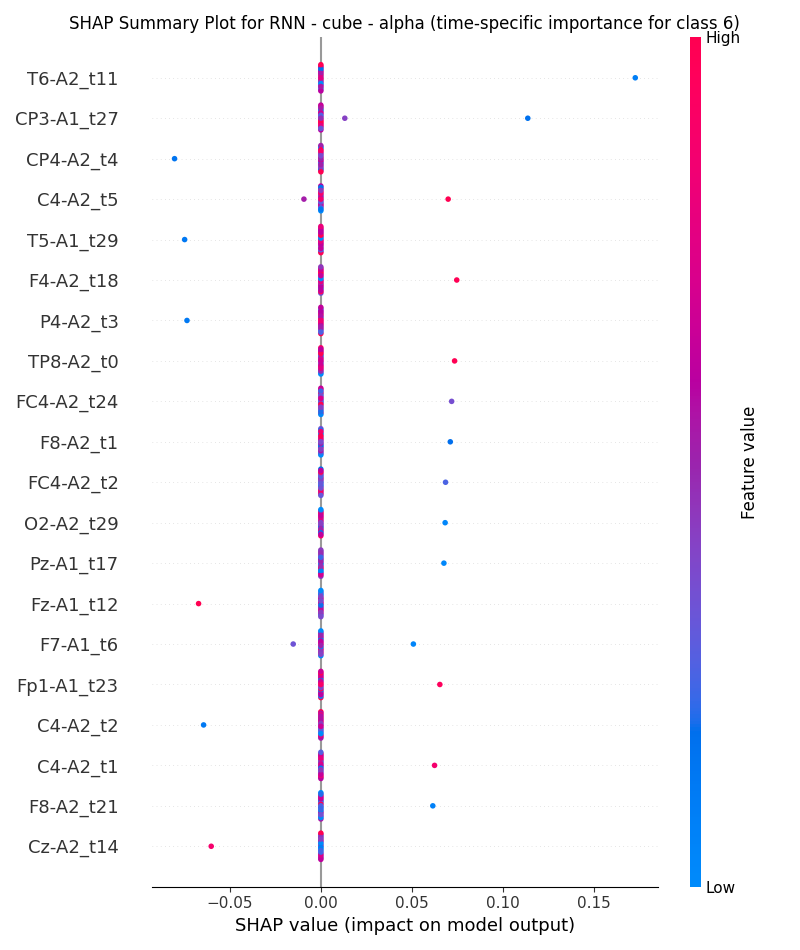 SHAP Summary Plot for RNN - cube - alpha (time-specific importance for class 6)
High
T6-A2_t11
CP3-A1_t27
CP4-A2_t4
C4-A2_t5
T5-A1_t29
F4-A2_t18
P4-A2_t3
TP8-A2_t0
FC4-A2_t24
F8-A2_t1
FC4-A2_t2
O2-A2_t29
Pz-A1_t17
Fz-A1_t12
F7-A1_t6
Fp1-A1_t23
C4-A2_t2
C4-A2_t1
F8-A2_t21
Cz-A2_t14
Feature value
Low
−0.05 0.00 0.05 0.10 0.15
SHAP value (impact on model output)